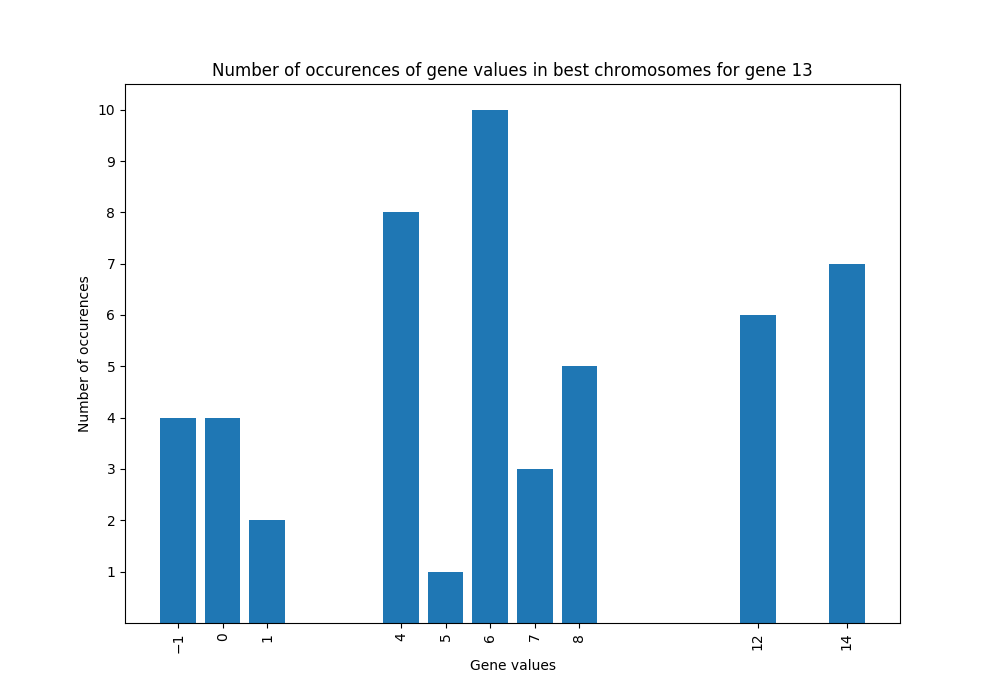 Number of occurences of gene values in best chromosomes for gene 13
10
9
8
7
6
5
4
3
2
1
Number of occurences
−1 0 1 4 5 6 7 8 12 14
Gene values